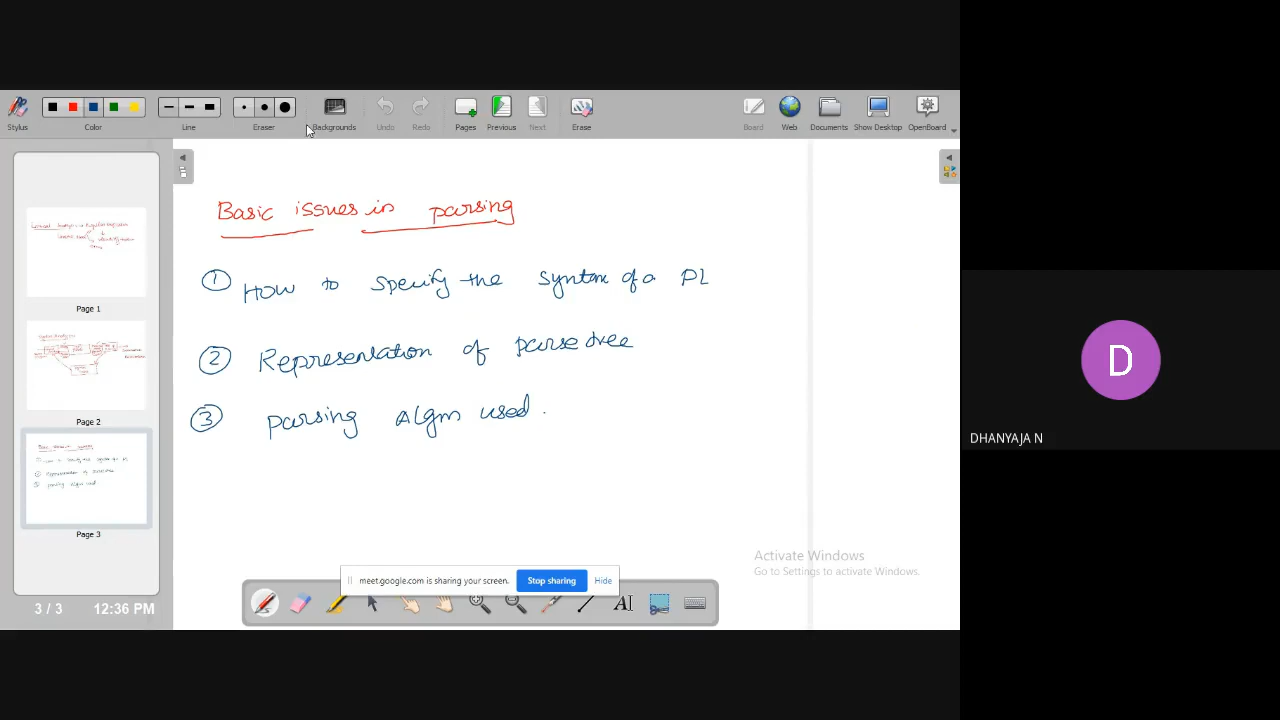 Stylus
Color
Line
Eraser
Backgrounds
Undo
Redo
Pages
Previous
Next
Erase
Board
Web
Documents
Show Desktop
OpenBoard
Page 1
Page 2
Page 3
Basic issues in parsing
① How to specify the syntax of a PL
② Representation of parse tree
③ parsing Algm used.
Activate Windows
Go to Settings to activate Windows.
meet.google.com is sharing your screen.
Stop sharing
Hide
3 / 3
12:36 PM
AI
D
DHANYAJA N